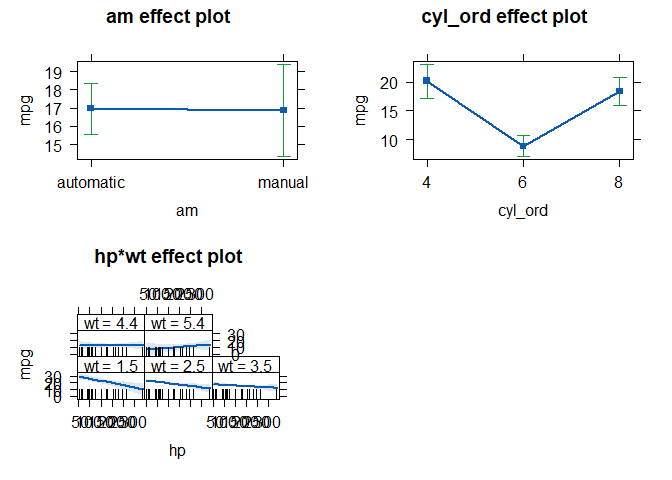 am effect plot
19
18
17
16
15
mpg
automatic manual
am
cyl_ord effect plot
20
15
10
mpg
4 6 8
cyl_ord
hp*wt effect plot
wt = 4.4 wt = 5.4
30
20
10
0
mpg
wt = 1.5 wt = 2.5 wt = 3.5
30
20
10
0
hp